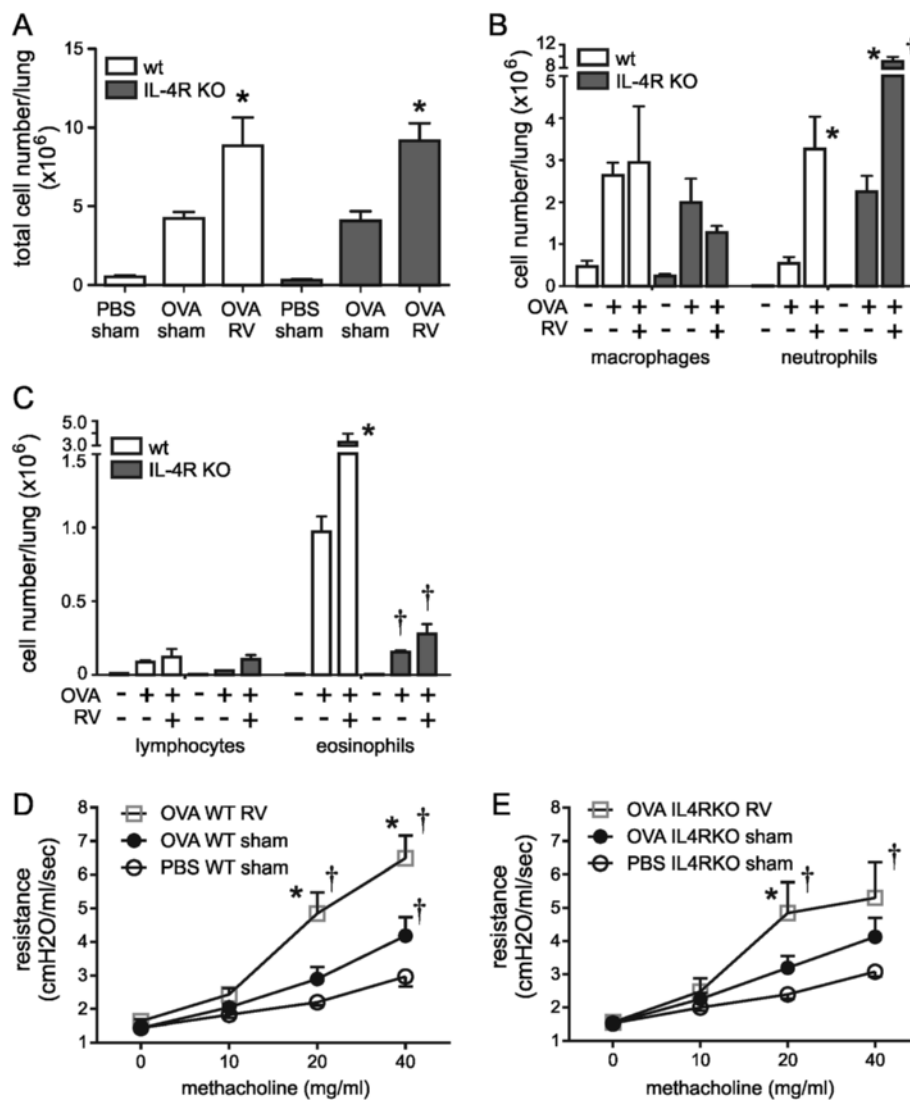 A
total cell number/lung
(x10⁶)
15
10
5
0
wt
IL-4R KO
*
*
PBS sham
OVA sham
OVA RV
PBS sham
OVA sham
OVA RV
B
cell number/lung (x10⁶)
12
8
5
4
3
2
1
0
wt
IL-4R KO
*
* †
OVA - + + - + + - + + - + +
RV - - + - - + - - + - - +
macrophages neutrophils
C
cell number/lung (x10⁶)
5.0
3.0
1.5
1.0
0.5
0
wt
IL-4R KO
*
†
†
OVA - + + - + + - + + - + +
RV - - + - - + - - + - - +
lymphocytes eosinophils
D
resistance
(cmH2O/ml/sec)
8
7
6
5
4
3
2
1
OVA WT RV
OVA WT sham
PBS WT sham
* †
* †
†
0 10 20 40
methacholine (mg/ml)
E
resistance
(cmH2O/ml/sec)
8
7
6
5
4
3
2
1
OVA IL4RKO RV
OVA IL4RKO sham
PBS IL4RKO sham
* †
†
0 10 20 40
methacholine (mg/ml)